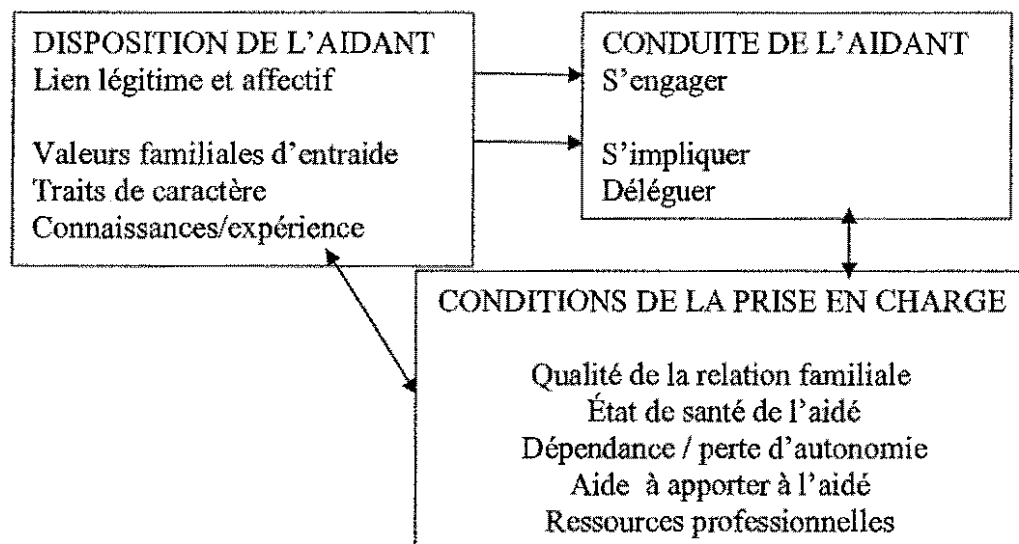 DISPOSITION DE L'AIDANT
Lien légitime et affectif
Valeurs familiales d'entraide
Traits de caractère
Connaissances/expérience
CONDUITE DE L'AIDANT
S'engager
S'impliquer
Déléguer
CONDITIONS DE LA PRISE EN CHARGE
Qualité de la relation familiale
État de santé de l'aidé
Dépendance / perte d'autonomie
Aide à apporter à l'aidé
Ressources professionnelles